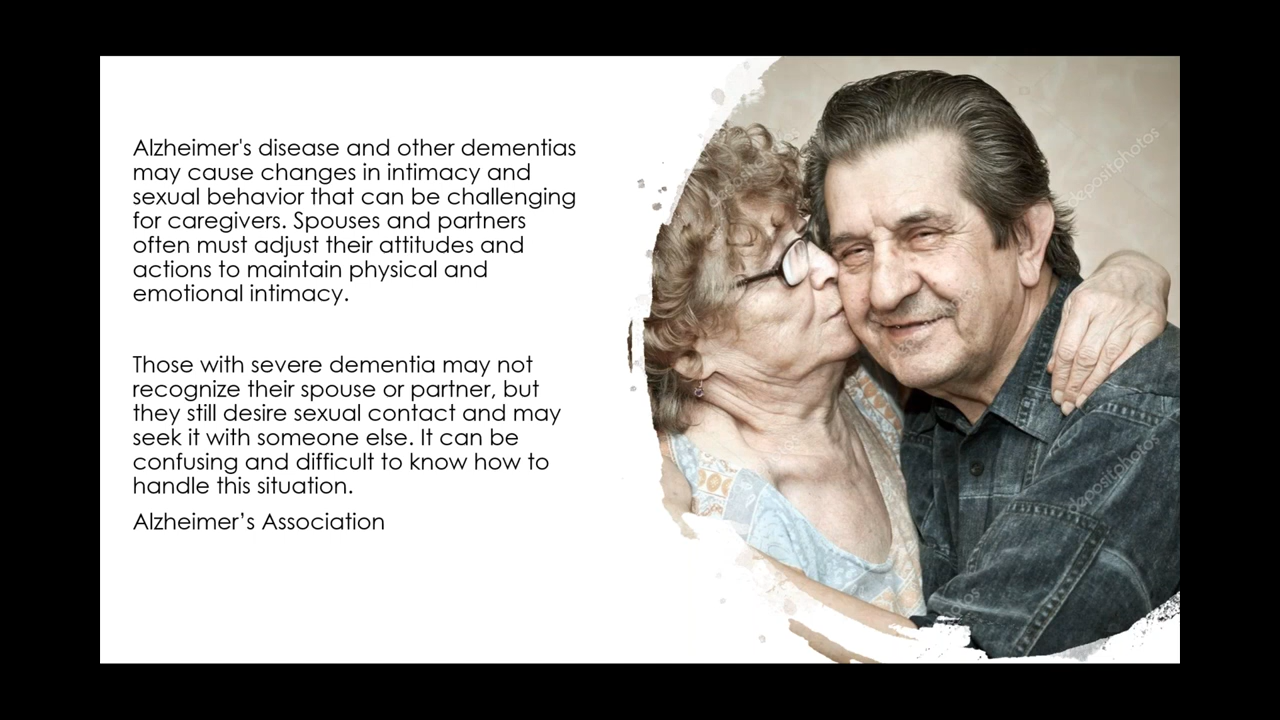 Alzheimer's disease and other dementias
may cause changes in intimacy and
sexual behavior that can be challenging
for caregivers. Spouses and partners
often must adjust their attitudes and
actions to maintain physical and
emotional intimacy.
Those with severe dementia may not
recognize their spouse or partner, but
they still desire sexual contact and may
seek it with someone else. It can be
confusing and difficult to know how to
handle this situation.
Alzheimer’s Association
depositphotos
depositphotos
depositphotos